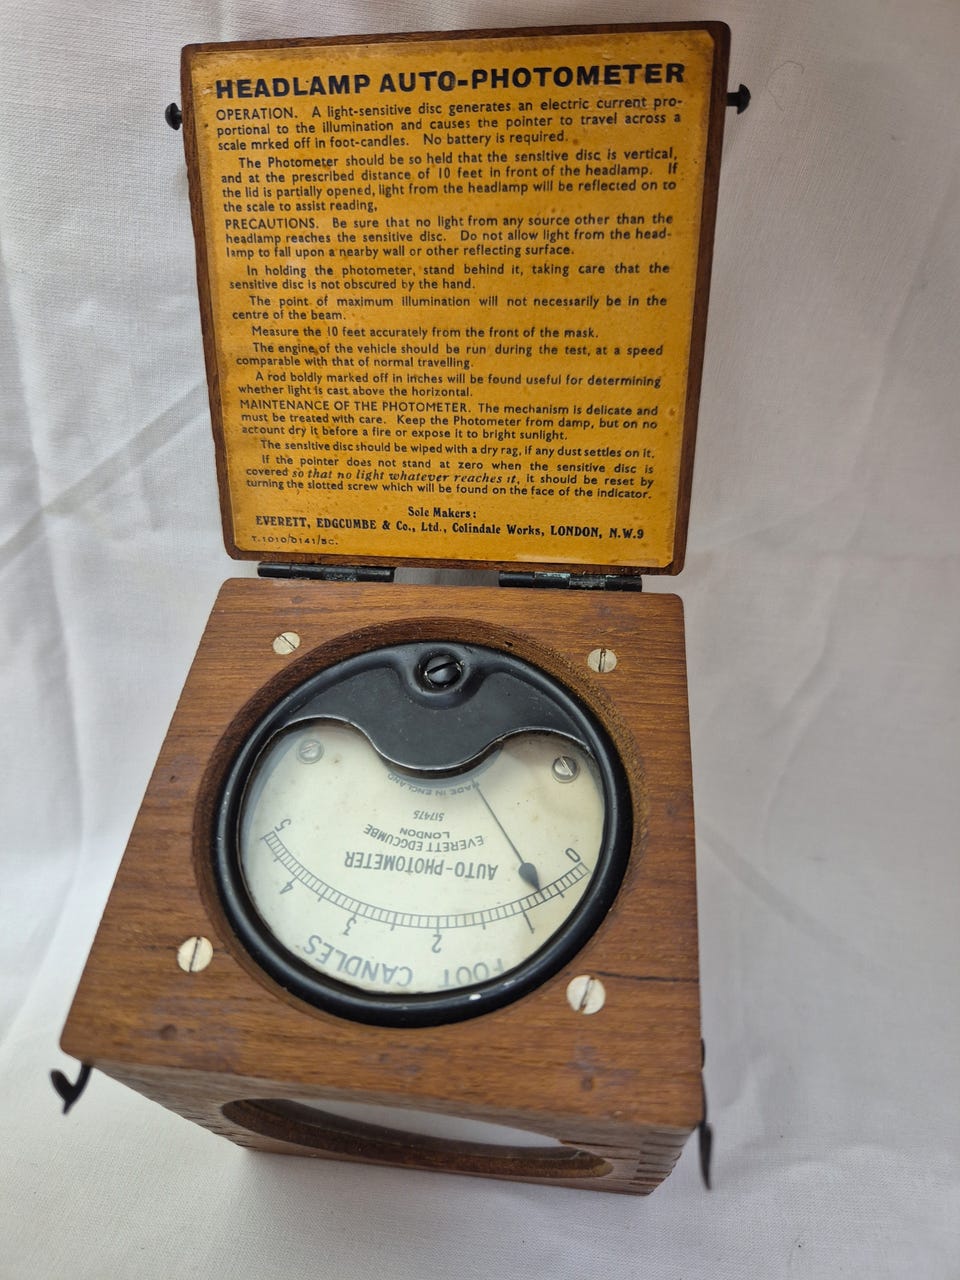 HEADLAMP AUTO-PHOTOMETER
OPERATION. A light-sensitive disc generates an electric current pro-
portional to the illumination and causes the pointer to travel across a
scale mrked off in foot-candles. No battery is required.
The Photometer should be so held that the sensitive disc is vertical,
and at the prescribed distance of 10 feet in front of the headlamp. If
the lid is partially opened, light from the headlamp will be reflected on to
the scale to assist reading,
PRECAUTIONS. Be sure that no light from any source other than the
headlamp reaches the sensitive disc. Do not allow light from the head-
lamp to fall upon a nearby wall or other reflecting surface.
In holding the photometer, stand behind it, taking care that the
sensitive disc is not obscured by the hand.
The point of maximum illumination will not necessarily be in the
centre of the beam.
Measure the 10 feet accurately from the front of the mask.
The engine of the vehicle should be run during the test, at a speed
comparable with that of normal travelling.
A rod boldly marked off in inches will be found useful for determining
whether light is cast above the horizontal.
MAINTENANCE OF THE PHOTOMETER. The mechanism is delicate and
must be treated with care. Keep the Photometer from damp, but on no
account dry it before a fire or expose it to bright sunlight.
The sensitive disc should be wiped with a dry rag, if any dust settles on it.
If the pointer does not stand at zero when the sensitive disc is
covered so that no light whatever reaches it, it should be reset by
turning the slotted screw which will be found on the face of the indicator.
Sole Makers:
EVERETT, EDGCUMBE & Co., Ltd., Colindale Works, LONDON, N.W.9
T.1010/0141/5C.
FOOT CANDLES
0 1 2 3 4 5
AUTO-PHOTOMETER
EVERETT EDGCUMBE
LONDON
517475
MADE IN ENGLAND